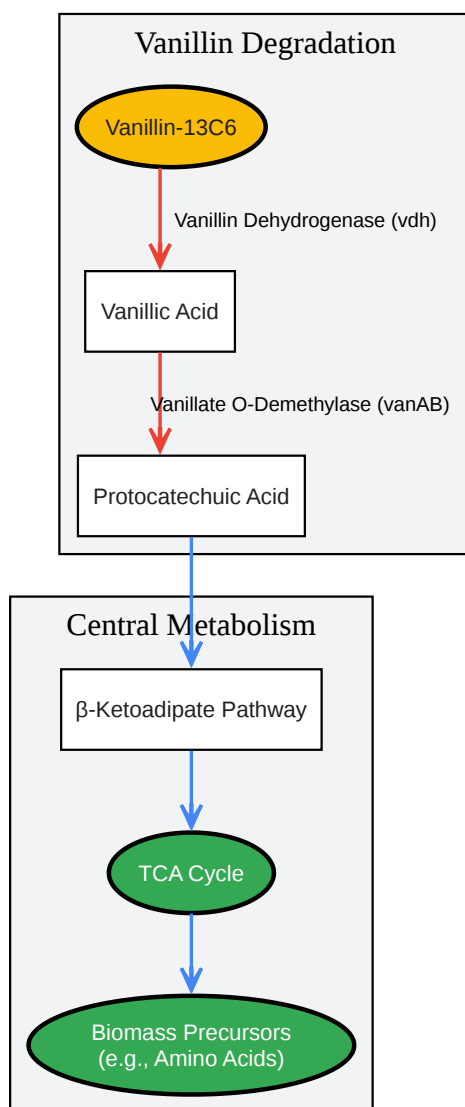 Vanillin Degradation
Vanillin-13C6
Vanillin Dehydrogenase (vdh)
Vanillic Acid
Vanillate O-Demethylase (vanAB)
Protocatechuic Acid
Central Metabolism
β-Ketoadipate Pathway
TCA Cycle
Biomass Precursors
(e.g., Amino Acids)